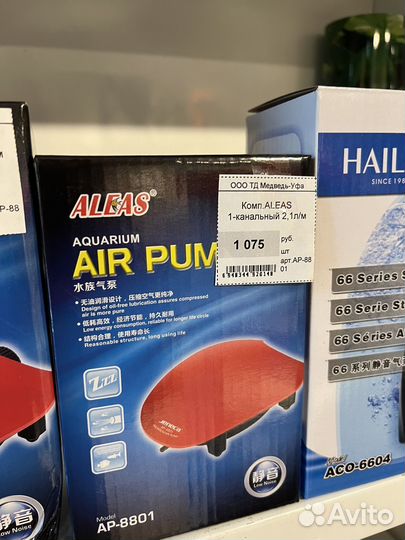 ALEAS
AQUARIUM
AIR PUM
水族气泵
• 无油润滑设计,压缩空气更纯净
Design of oil-free lubrication assures compressed
air is more pure
• 低耗高效,经济节能,持久耐用
Low energy consumption, reliable for longer life circle
• 结构合理,使用寿命长
Reasonable structure, long using life
Zzz
Jeneca
静音
Low Noise
Model
AP-8801
ООО ТД Медведь-Уфа
Комп.ALEAS
1-канальный 2,1л/м
1 075
руб.
шт
арт.AP-88
01
P-88
静音
Low Noise
HAIL
SINCE 198
66 Series S
66 Serie St
66 Séries A
66 系列静音气
ACO-6604
Avito